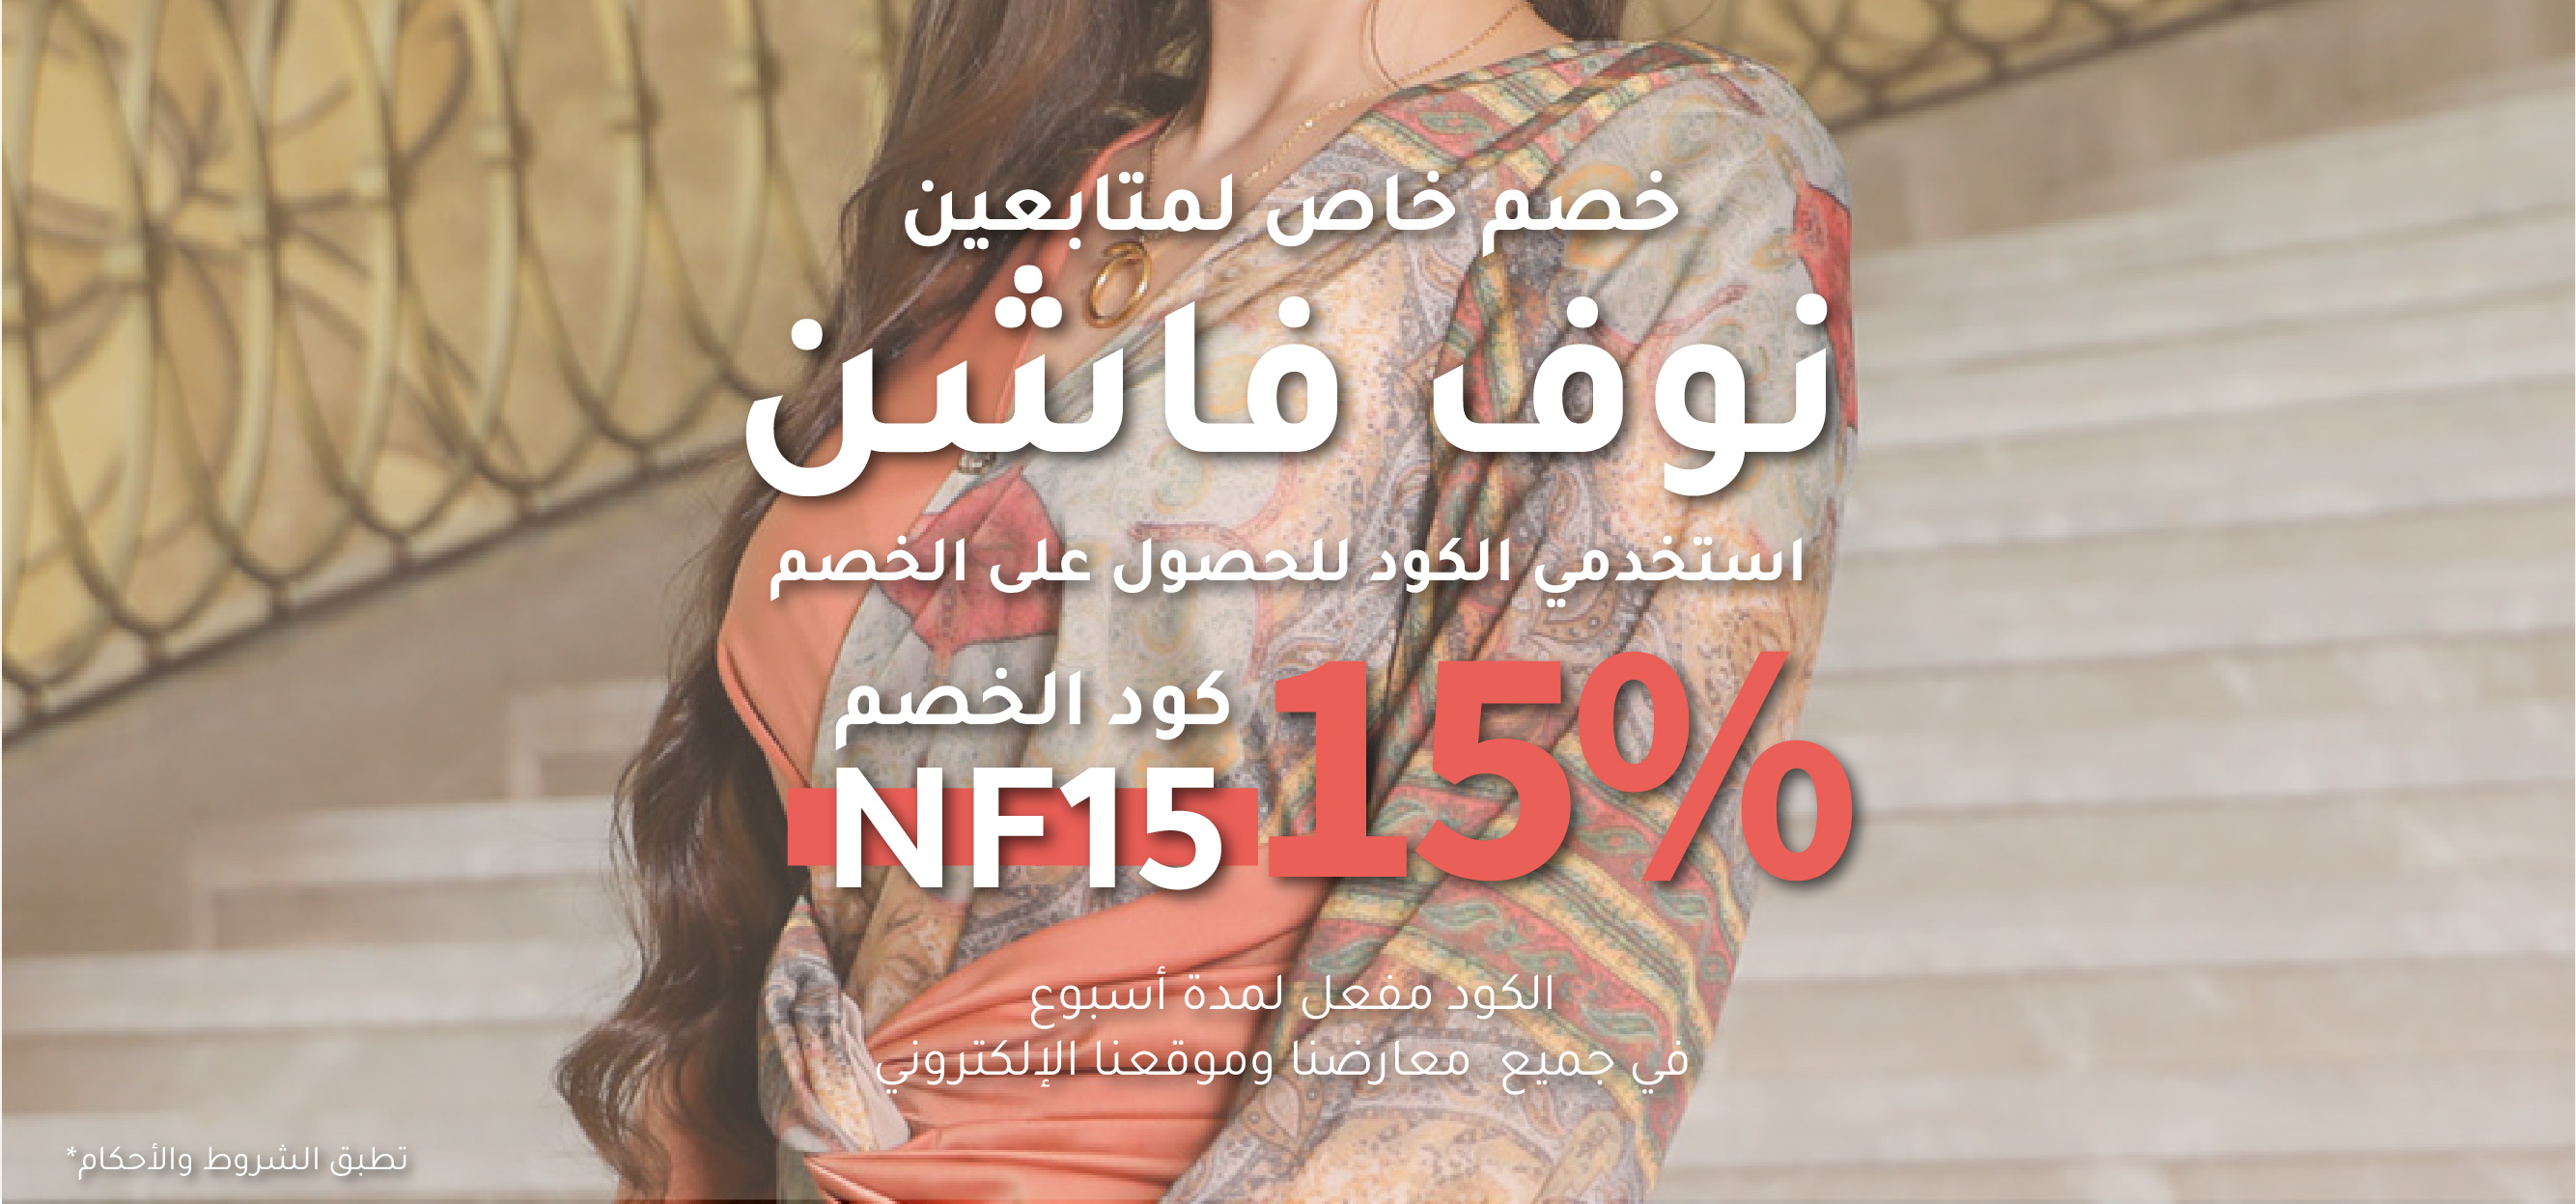 خصم خاص لمتابعين
نوف فاشن
استخدمي الكود للحصول على الخصم
15%
كود الخصم
NF15
الكود مفعل لمدة أسبوع
في جميع معارضنا وموقعنا الإلكتروني
تطبق الشروط والأحكام*